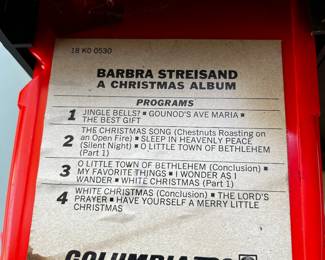 18 KO 0530
BARBRA STREISAND
A CHRISTMAS ALBUM
PROGRAMS
1 JINGLE BELLS? ■ GOUNOD'S AVE MARIA ■
THE BEST GIFT
2 THE CHRISTMAS SONG (Chestnuts Roasting on
an Open Fire) ■ SLEEP IN HEAVENLY PEACE
(Silent Night) ■ O LITTLE TOWN OF BETHLEHEM
(Part 1)
3 O LITTLE TOWN OF BETHLEHEM (Conclusion) ■
MY FAVORITE THINGS ■ I WONDER AS I
WANDER ■ WHITE CHRISTMAS (Part 1)
4 WHITE CHRISTMAS (Conclusion) ■ THE LORD'S
PRAYER ■ HAVE YOURSELF A MERRY LITTLE
CHRISTMAS
COLUMBIA